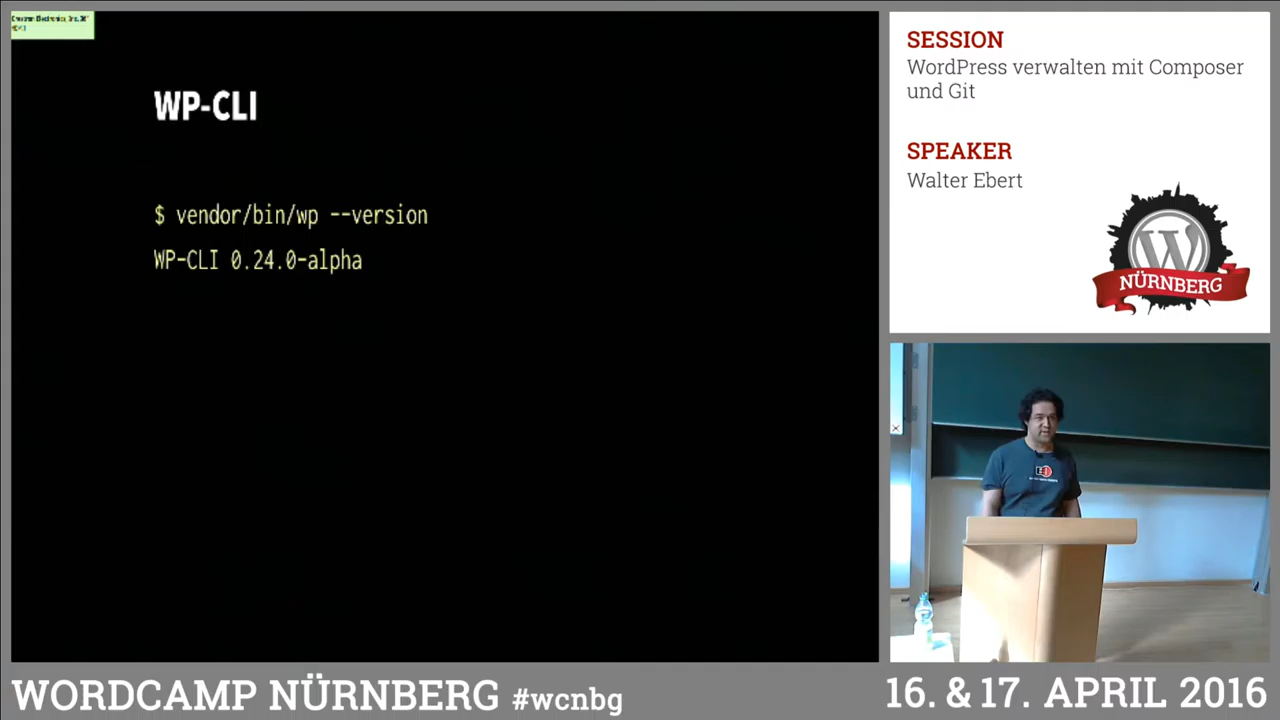 WP-CLI
$ vendor/bin/wp --version
WP-CLI 0.24.0-alpha
SESSION
WordPress verwalten mit Composer
und Git
SPEAKER
Walter Ebert
NÜRNBERG
WORDCAMP NÜRNBERG #wcnbg
16. & 17. APRIL 2016